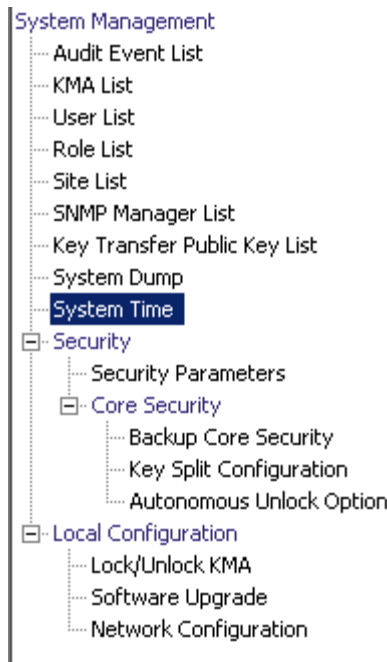 System Management
Audit Event List
KMA List
User List
Role List
Site List
SNMP Manager List
Key Transfer Public Key List
System Dump
System Time
Security
Security Parameters
Core Security
Backup Core Security
Key Split Configuration
Autonomous Unlock Option
Local Configuration
Lock/Unlock KMA
Software Upgrade
Network Configuration